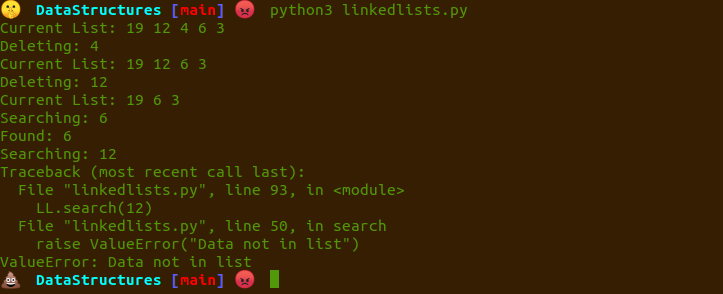 🤫 DataStructures [main] 😡 python3 linkedlists.py
Current List: 19 12 4 6 3
Deleting: 4
Current List: 19 12 6 3
Deleting: 12
Current List: 19 6 3
Searching: 6
Found: 6
Searching: 12
Traceback (most recent call last):
  File "linkedlists.py", line 93, in <module>
    LL.search(12)
  File "linkedlists.py", line 50, in search
    raise ValueError("Data not in list")
ValueError: Data not in list
💩 DataStructures [main] 😡